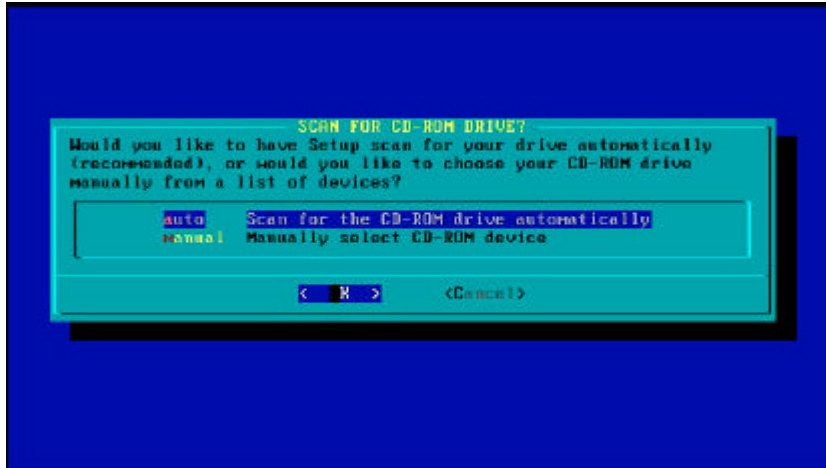 SCAN FOR CD-ROM DRIVE?
Would you like to have Setup scan for your drive automatically
(recommended), or would you like to choose your CD-ROM drive
manually from a list of devices?
auto Scan for the CD-ROM drive automatically
manual Manually select CD-ROM device
< K > <Cancel>